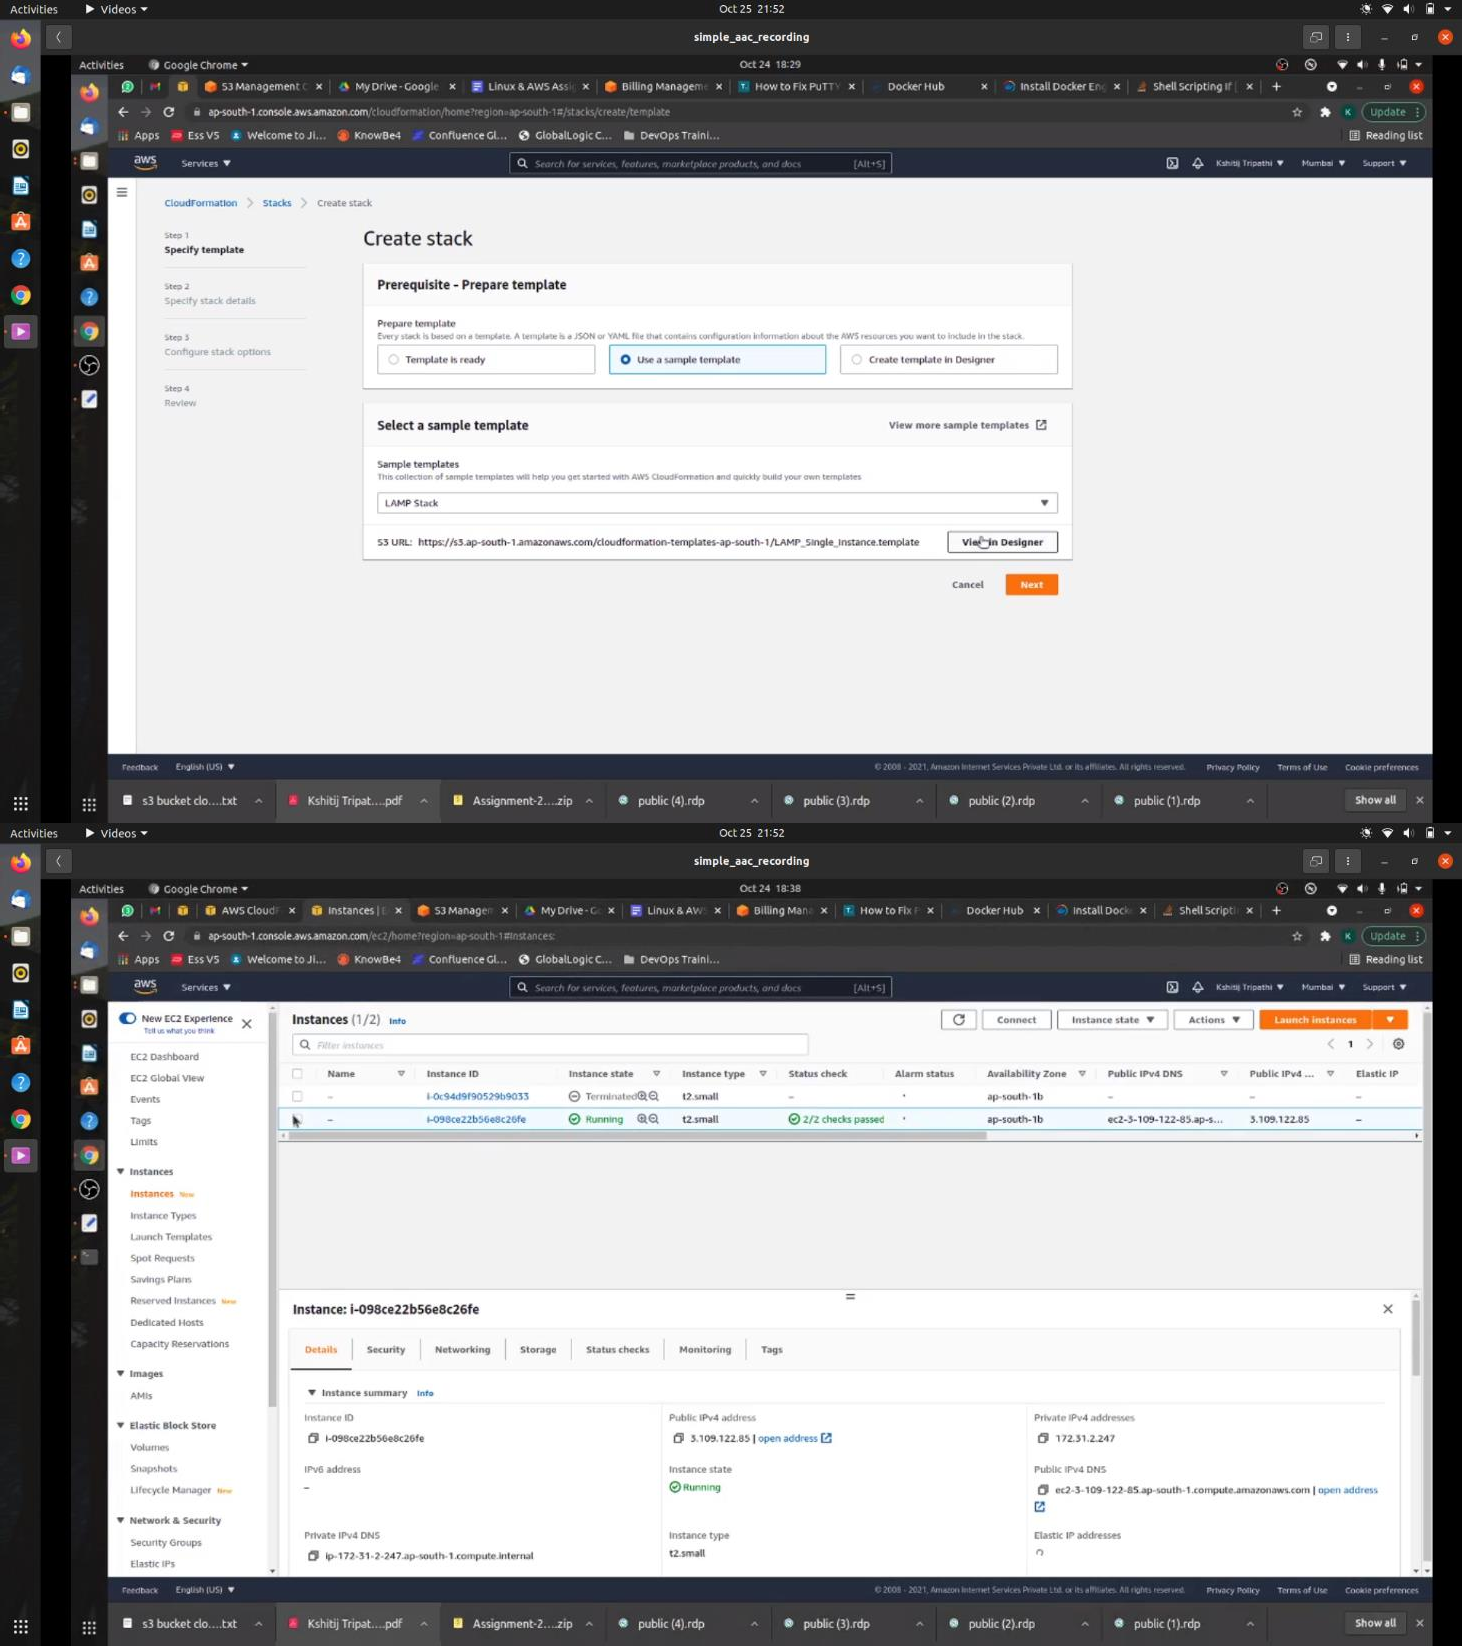 Activities Videos Oct 25 21:52
simple_aac_recording
Activities Google Chrome Oct 24 18:29
S3 Management C My Drive - Google Linux & AWS Assig Billing Manageme How to Fix PuTTY Docker Hub Install Docker Eng Shell Scripting If
ap-south-1.console.aws.amazon.com/cloudformation/home?region=ap-south-1#/stacks/create/template K Update
Apps Ess V5 Welcome to Ji... KnowBe4 Confluence Gl... GlobalLogic C... DevOps Traini... Reading list
aws Services Search for services, features, marketplace products, and docs [Alt+S] Kshitij Tripathi Mumbai Support
CloudFormation Stacks Create stack
Step 1
Specify template
Step 2
Specify stack details
Step 3
Configure stack options
Step 4
Review
Create stack
Prerequisite - Prepare template
Prepare template
Every stack is based on a template. A template is a JSON or YAML file that contains configuration information about the AWS resources you want to include in the stack.
Template is ready Use a sample template Create template in Designer
Select a sample template View more sample templates
Sample templates
This collection of sample templates will help you get started with AWS CloudFormation and quickly build your own templates
LAMP Stack
S3 URL: https://s3.ap-south-1.amazonaws.com/cloudformation-templates-ap-south-1/LAMP_Single_Instance.template View in Designer
Cancel Next
Feedback English (US) © 2008 - 2021, Amazon Internet Services Private Ltd. or its affiliates. All rights reserved. Privacy Policy Terms of Use Cookie preferences
s3 bucket clo....txt Kshitij Tripat....pdf Assignment-2....zip public (4).rdp public (3).rdp public (2).rdp public (1).rdp Show all
Activities Videos Oct 25 21:52
simple_aac_recording
Activities Google Chrome Oct 24 18:38
AWS Cloud Instances | E S3 Managem My Drive - Go Linux & AW Billing Mana How to Fix P Docker Hub Install Dock Shell Scripti
ap-south-1.console.aws.amazon.com/ec2/home?region=ap-south-1#Instances: K Update
Apps Ess V5 Welcome to Ji... KnowBe4 Confluence Gl... GlobalLogic C... DevOps Traini... Reading list
aws Services Search for services, features, marketplace products, and docs [Alt+S] Kshitij Tripathi Mumbai Support
New EC2 Experience
Tell us what you think
EC2 Dashboard
EC2 Global View
Events
Tags
Limits
Instances
Instances New
Instance Types
Launch Templates
Spot Requests
Savings Plans
Reserved Instances New
Dedicated Hosts
Capacity Reservations
Images
AMIs
Elastic Block Store
Volumes
Snapshots
Lifecycle Manager New
Network & Security
Security Groups
Elastic IPs
Instances (1/2) Info Connect Instance state Actions Launch instances
Filter instances 1
Name Instance ID Instance state Instance type Status check Alarm status Availability Zone Public IPv4 DNS Public IPv4 ... Elastic IP
– i-0c94d9f90529b9033 Terminated t2.small – ap-south-1b – – –
– i-098ce22b56e8c26fe Running t2.small 2/2 checks passed ap-south-1b ec2-3-109-122-85.ap-s... 3.109.122.85 –
Instance: i-098ce22b56e8c26fe
Details Security Networking Storage Status checks Monitoring Tags
Instance summary Info
Instance ID Public IPv4 address Private IPv4 addresses
i-098ce22b56e8c26fe 3.109.122.85 | open address 172.31.2.247
IPv6 address Instance state Public IPv4 DNS
– Running ec2-3-109-122-85.ap-south-1.compute.amazonaws.com | open address
Private IPv4 DNS Instance type Elastic IP addresses
ip-172-31-2-247.ap-south-1.compute.internal t2.small
Feedback English (US) © 2008 - 2021, Amazon Internet Services Private Ltd. or its affiliates. All rights reserved. Privacy Policy Terms of Use Cookie preferences
s3 bucket clo....txt Kshitij Tripat....pdf Assignment-2....zip public (4).rdp public (3).rdp public (2).rdp public (1).rdp Show all